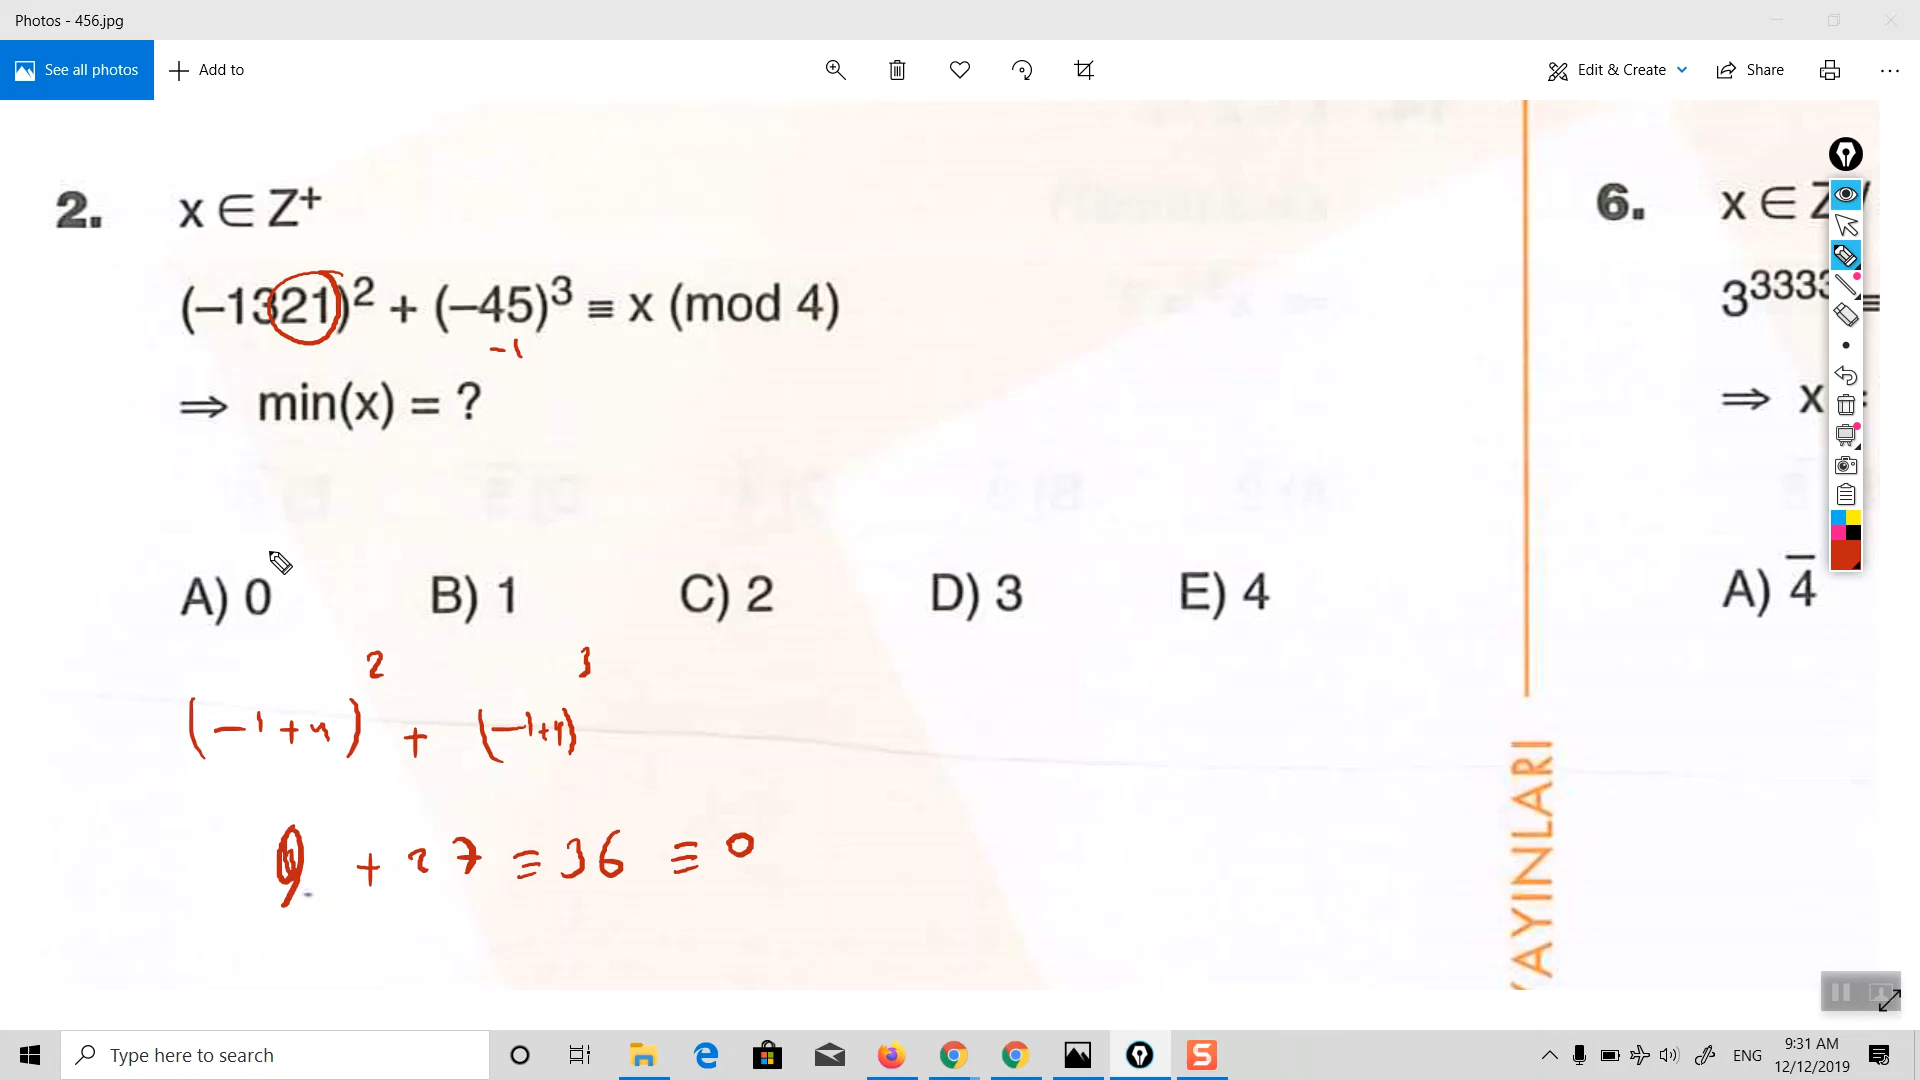 Photos - 456.jpg
See all photos
Add to
Edit & Create
Share
2. x ∈ Z⁺
(–1321)² + (–45)³ ≡ x (mod 4)
-1
⇒ min(x) = ?
A) 0 B) 1 C) 2 D) 3 E) 4
(-1+4)² + (-1+4)³
9 + 27 ≡ 36 ≡ 0
6. x ∈ Z
3³³³³ ≡
⇒ x =
A) 4̅
YAYINLARI
Type here to search
ENG
9:31 AM
12/12/2019